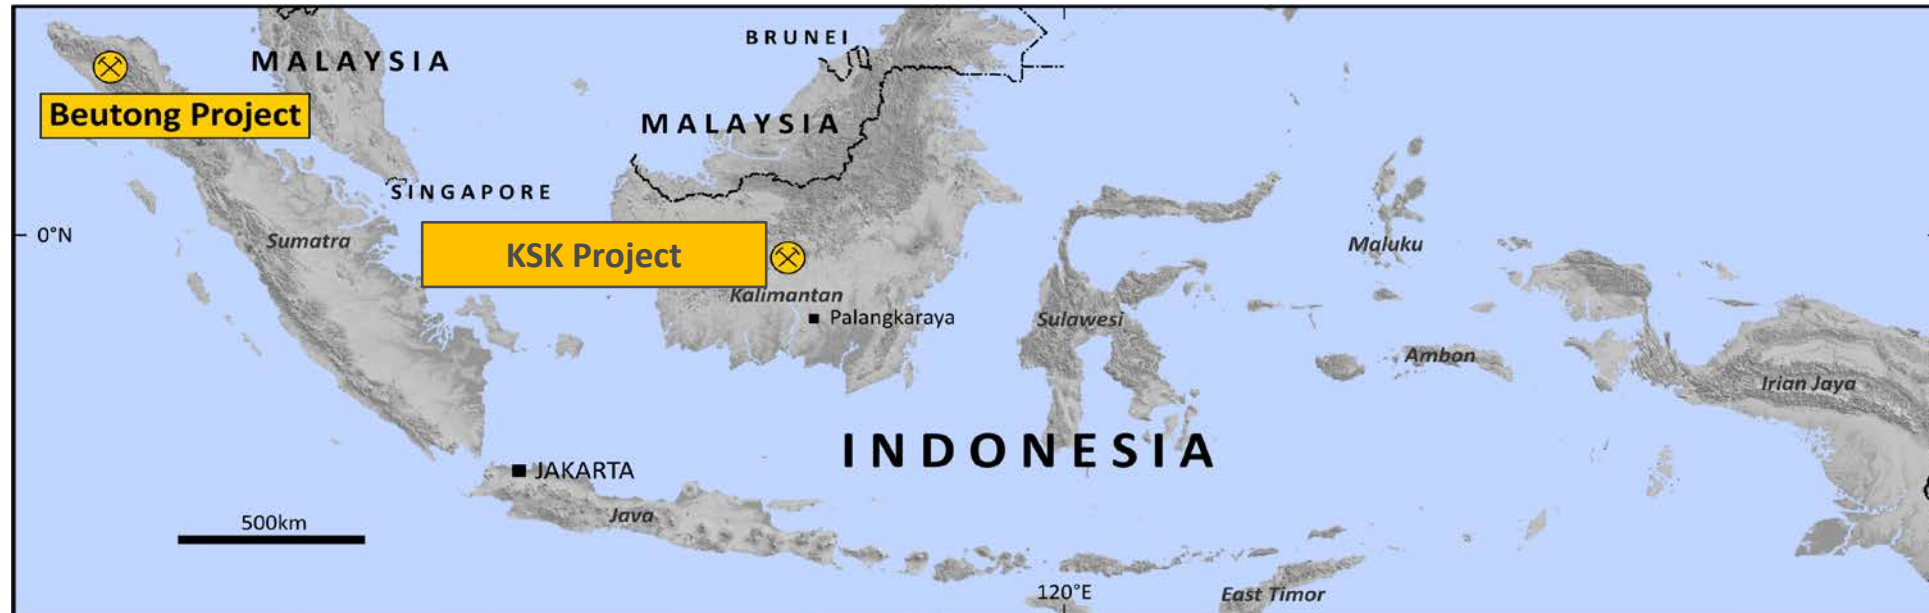 BRUNEI
MALAYSIA
Beutong Project
MALAYSIA
SINGAPORE
0°N
Sumatra
KSK Project
Maluku
Kalimantan
Palangkaraya
Sulawesi
Ambon
Irian Jaya
INDONESIA
JAKARTA
Java
500km
120°E
East Timor